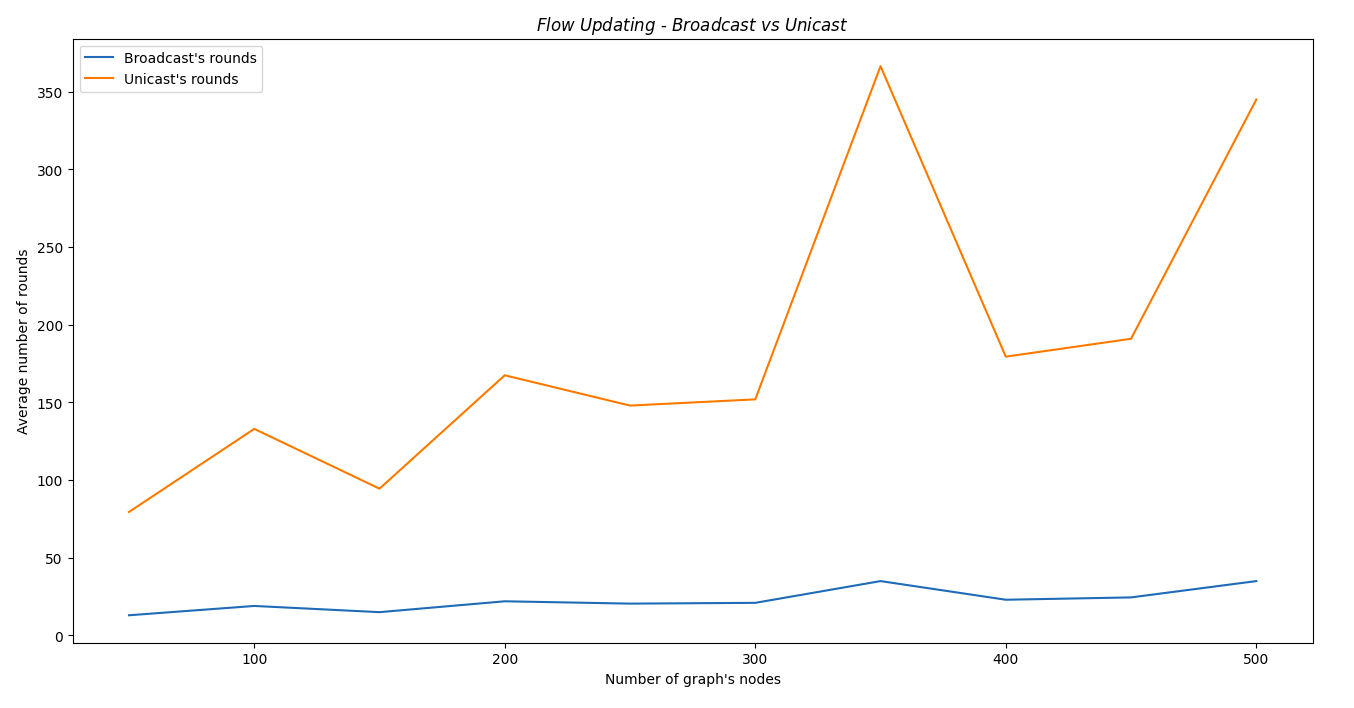 Flow Updating - Broadcast vs Unicast
Broadcast's rounds
Unicast's rounds
350
300
250
200
150
100
50
0
Average number of rounds
100
200
300
400
500
Number of graph's nodes